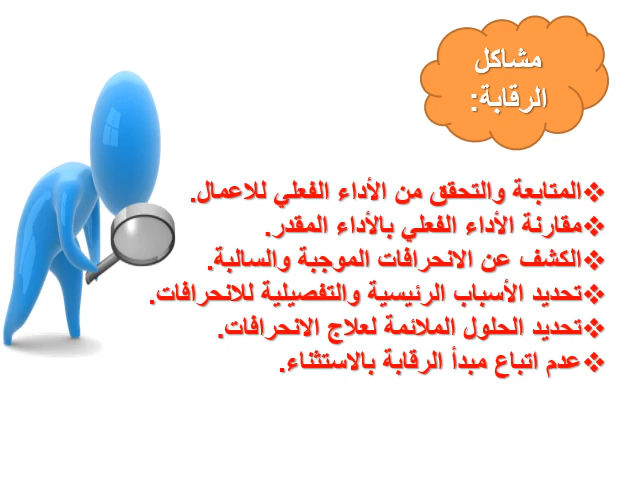 مشاكل
الرقابة:
❖المتابعة والتحقق من الأداء الفعلي للاعمال.
❖مقارنة الأداء الفعلي بالأداء المقدر.
❖الكشف عن الانحرافات الموجبة والسالبة.
❖تحديد الأسباب الرئيسية والتفصيلية للانحرافات.
❖تحديد الحلول الملائمة لعلاج الانحرافات.
❖عدم اتباع مبدأ الرقابة بالاستثناء.